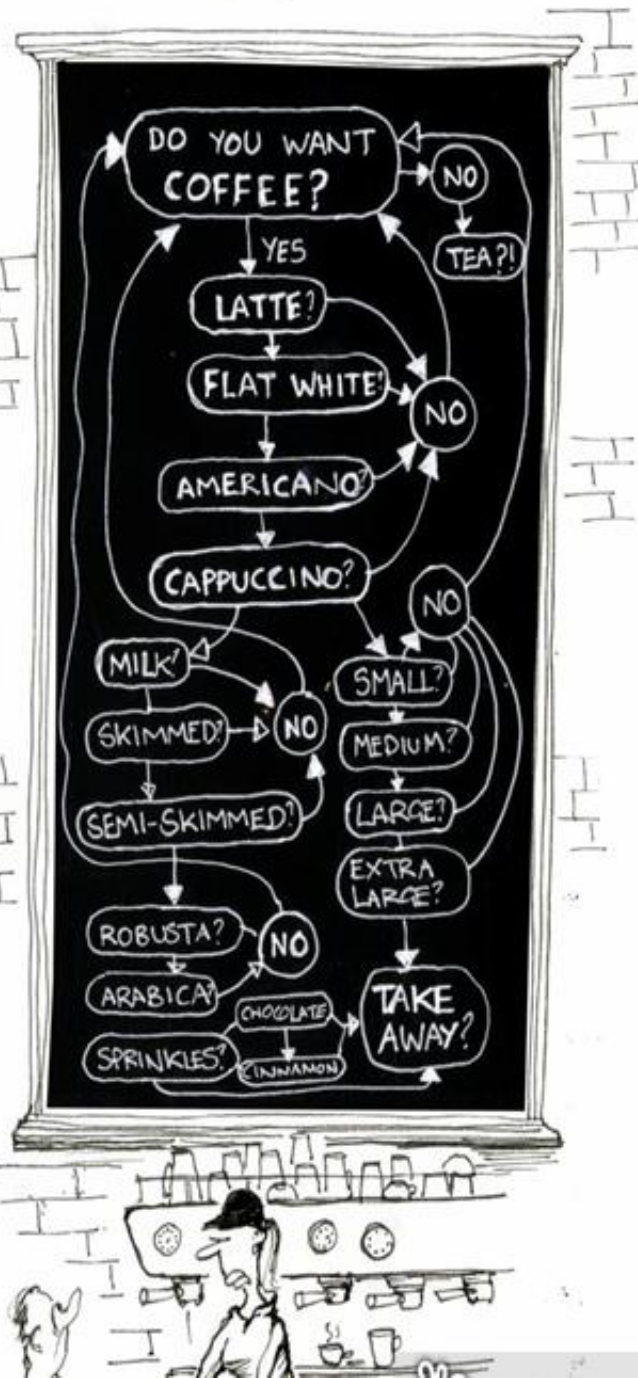 DO YOU WANT
COFFEE?
NO
TEA?!
YES
LATTE?
FLAT WHITE?
NO
AMERICANO?
CAPPUCCINO?
NO
MILK?
SMALL?
SKIMMED?
NO
MEDIUM?
SEMI-SKIMMED?
LARGE?
EXTRA
LARGE?
ROBUSTA?
NO
ARABICA?
CHOCOLATE
TAKE
AWAY?
SPRINKLES?
CINNAMON